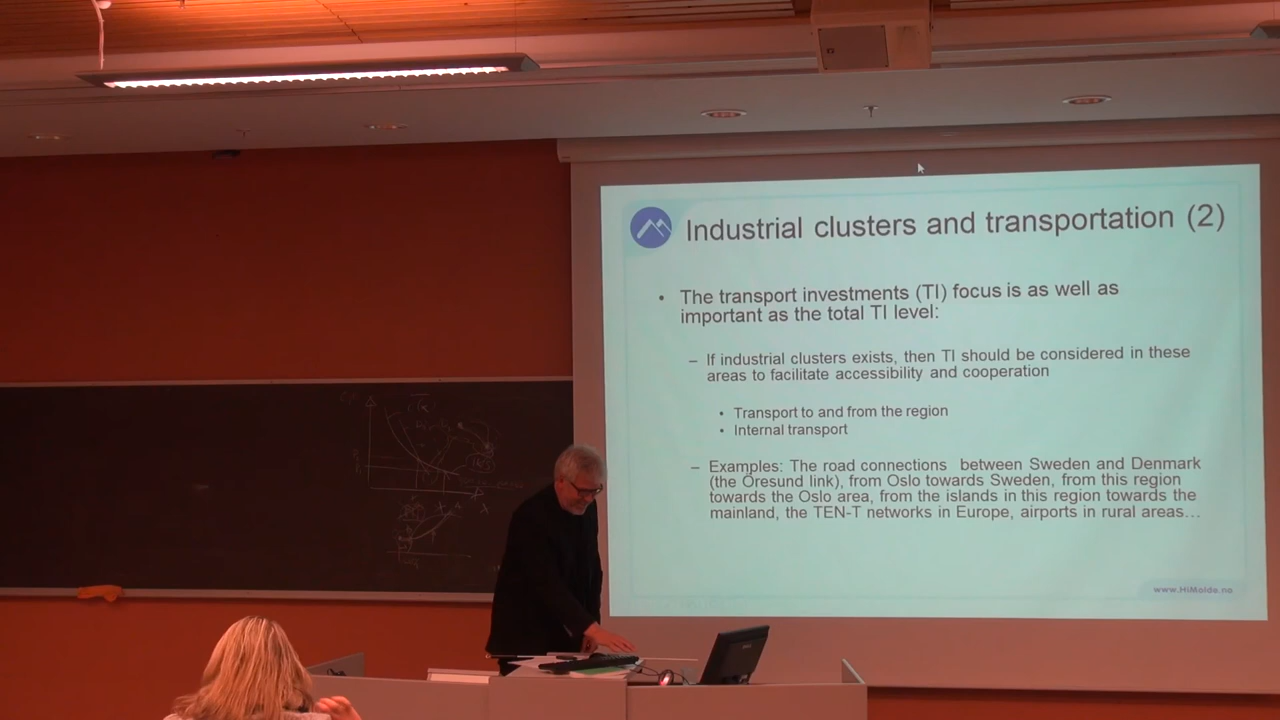 Industrial clusters and transportation (2)
• The transport investments (TI) focus is as well as
important as the total TI level:
– If industrial clusters exists, then TI should be considered in these
areas to facilitate accessibility and cooperation
• Transport to and from the region
• Internal transport
– Examples: The road connections between Sweden and Denmark
(the Öresund link), from Oslo towards Sweden, from this region
towards the Oslo area, from the islands in this region towards the
mainland, the TEN-T networks in Europe, airports in rural areas…
www.HiMolde.no